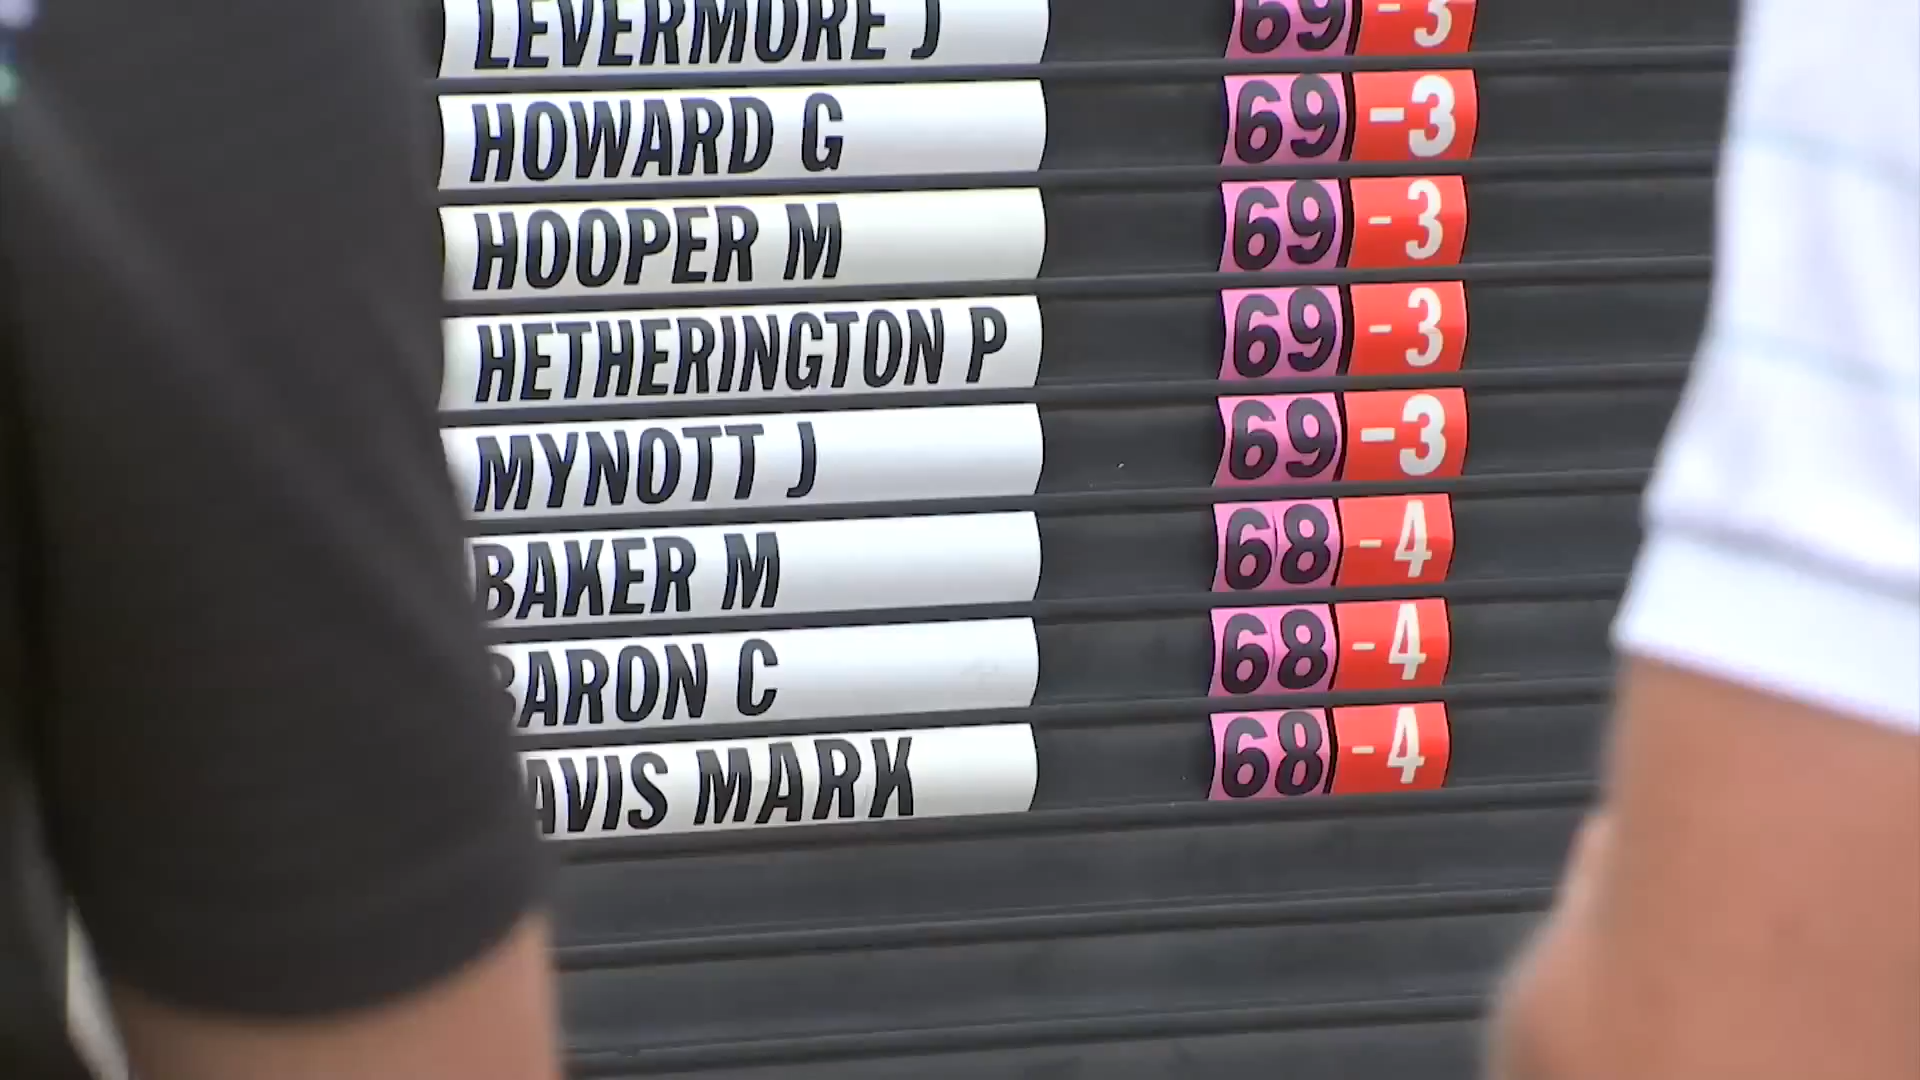 LEVERMORE J 69 -3
HOWARD G 69 -3
HOOPER M 69 -3
HETHERINGTON P 69 -3
MYNOTT J 69 -3
BAKER M 68 -4
BARON C 68 -4
AVIS MARK 68 -4